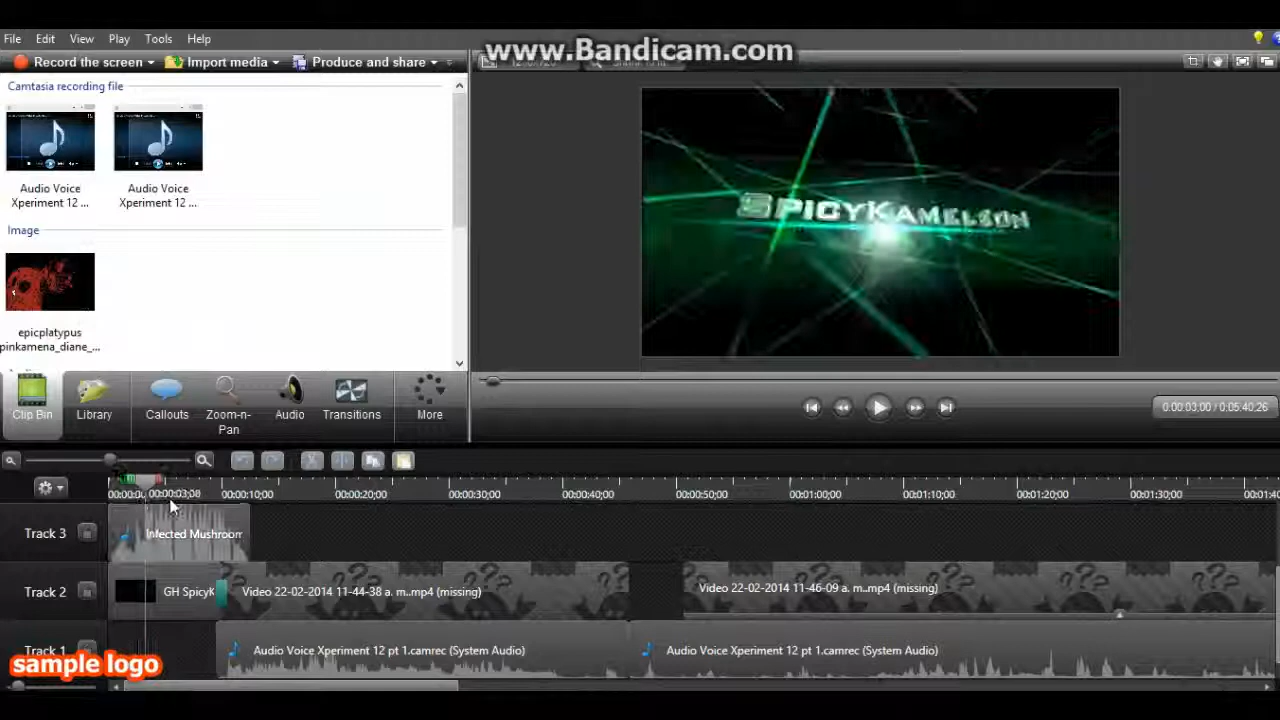 www.Bandicam.com
File Edit View Play Tools Help
Record the screen Import media Produce and share
Camtasia recording file
Audio Voice
Xperiment 12 ...
Audio Voice
Xperiment 12 ...
Image
epicplatypus
pinkamena_diane_...
SPICYKAMELEON
Clip Bin Library Callouts Zoom-n-
Pan Audio Transitions More
0:00:03;00 / 0:05:40;26
00:00:03;00 00:00:10;00 00:00:20;00 00:00:30;00 00:00:40;00 00:00:50;00 00:01:00;00 00:01:10;00 00:01:20;00 00:01:30;00
Track 3 Infected Mushroom
Track 2 GH SpicyK Video 22-02-2014 11-44-38 a. m..mp4 (missing) Video 22-02-2014 11-46-09 a. m..mp4 (missing)
Track 1 Audio Voice Xperiment 12 pt 1.camrec (System Audio) Audio Voice Xperiment 12 pt 1.camrec (System Audio)
sample logo